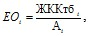 EO_i = ЖККтб_i / A_i ,